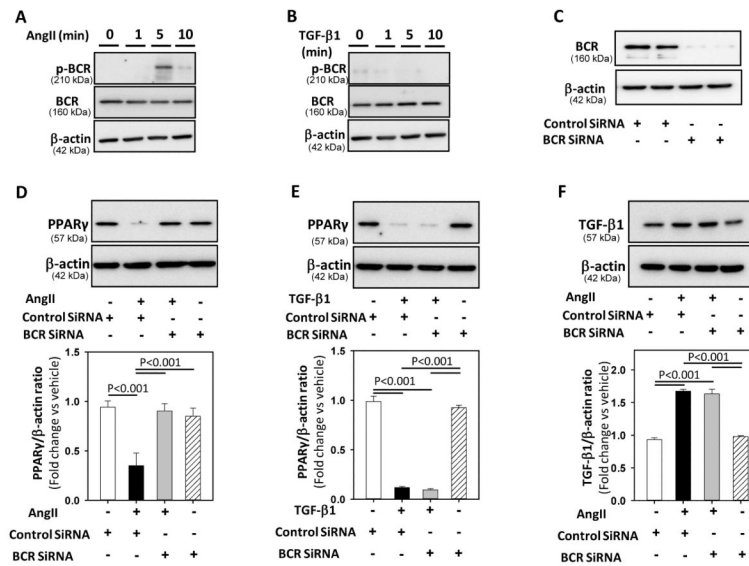 A
AngII (min) 0 1 5 10
p-BCR
(210 kDa)
BCR
(160 kDa)
β-actin
(42 kDa)
B
TGF-β1 0 1 5 10
(min)
p-BCR
(210 kDa)
BCR
(160 kDa)
β-actin
(42 kDa)
C
BCR
(160 kDa)
β-actin
(42 kDa)
Control SiRNA + + - -
BCR SiRNA - - + +
D
PPARγ
(57 kDa)
β-actin
(42 kDa)
AngII - + + -
Control SiRNA + + - -
BCR SiRNA - - + +
PPARγ/β-actin ratio
(Fold change vs vehicle)
1.5
1.0
0.5
0.0
P<0.001
P<0.001
AngII - + + -
Control SiRNA + + - -
BCR SiRNA - - + +
E
PPARγ
(57 kDa)
β-actin
(42 kDa)
TGF-β1 - + + -
Control SiRNA + + - -
BCR SiRNA - - + +
PPARγ/β-actin ratio
(Fold change vs vehicle)
1.5
1.0
0.5
0.0
P<0.001
P<0.001
TGF-β1 - + + -
Control SiRNA + + - -
BCR SiRNA - - + +
F
TGF-β1
(57 kDa)
β-actin
(42 kDa)
AngII - + + -
Control SiRNA + + - -
BCR SiRNA - - + +
TGF-β1/β-actin ratio
(Fold change vs vehicle)
2.0
1.0
0.0
P<0.001
P<0.001
AngII - + + -
Control SiRNA + + - -
BCR SiRNA - - + +